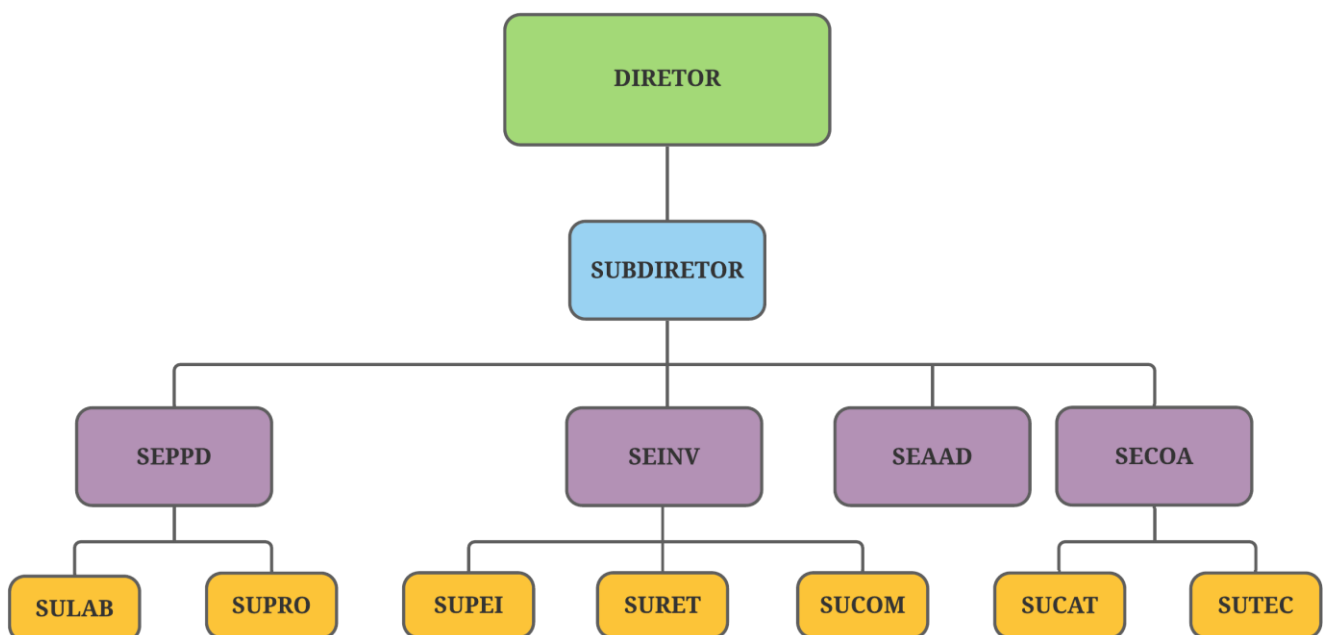 DIRETOR
SUBDIRETOR
SEPPD
SEINV
SEAAD
SECOA
SULAB
SUPRO
SUPEI
SURET
SUCOM
SUCAT
SUTEC